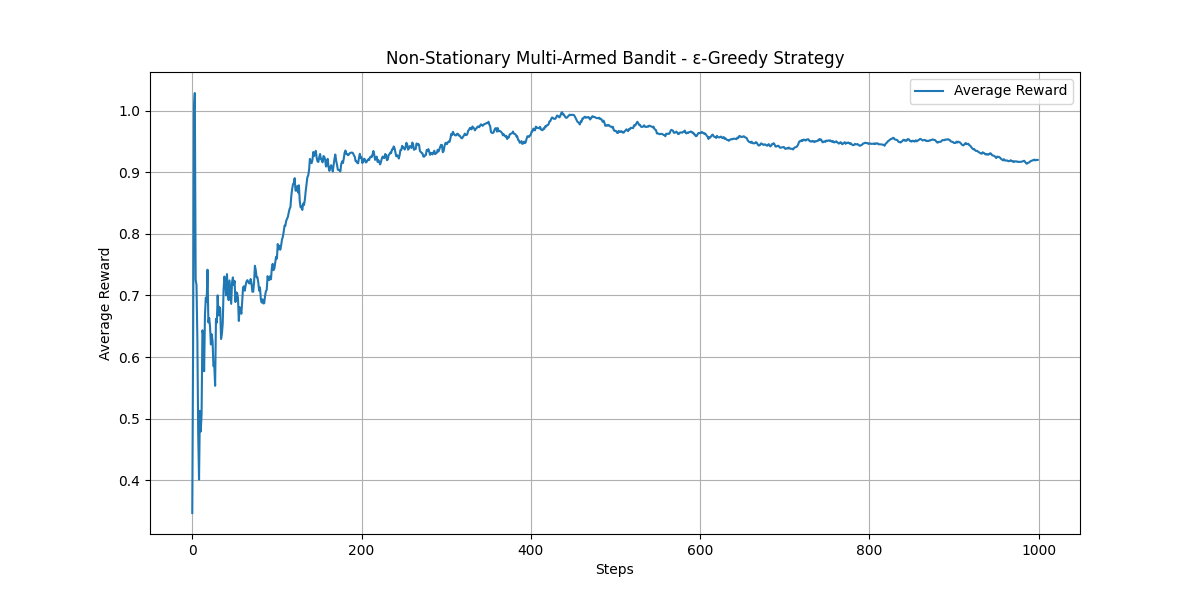 Non-Stationary Multi-Armed Bandit - ε-Greedy Strategy
Average Reward
1.0
0.9
0.8
0.7
0.6
0.5
0.4
Average Reward
0 200 400 600 800 1000
Steps